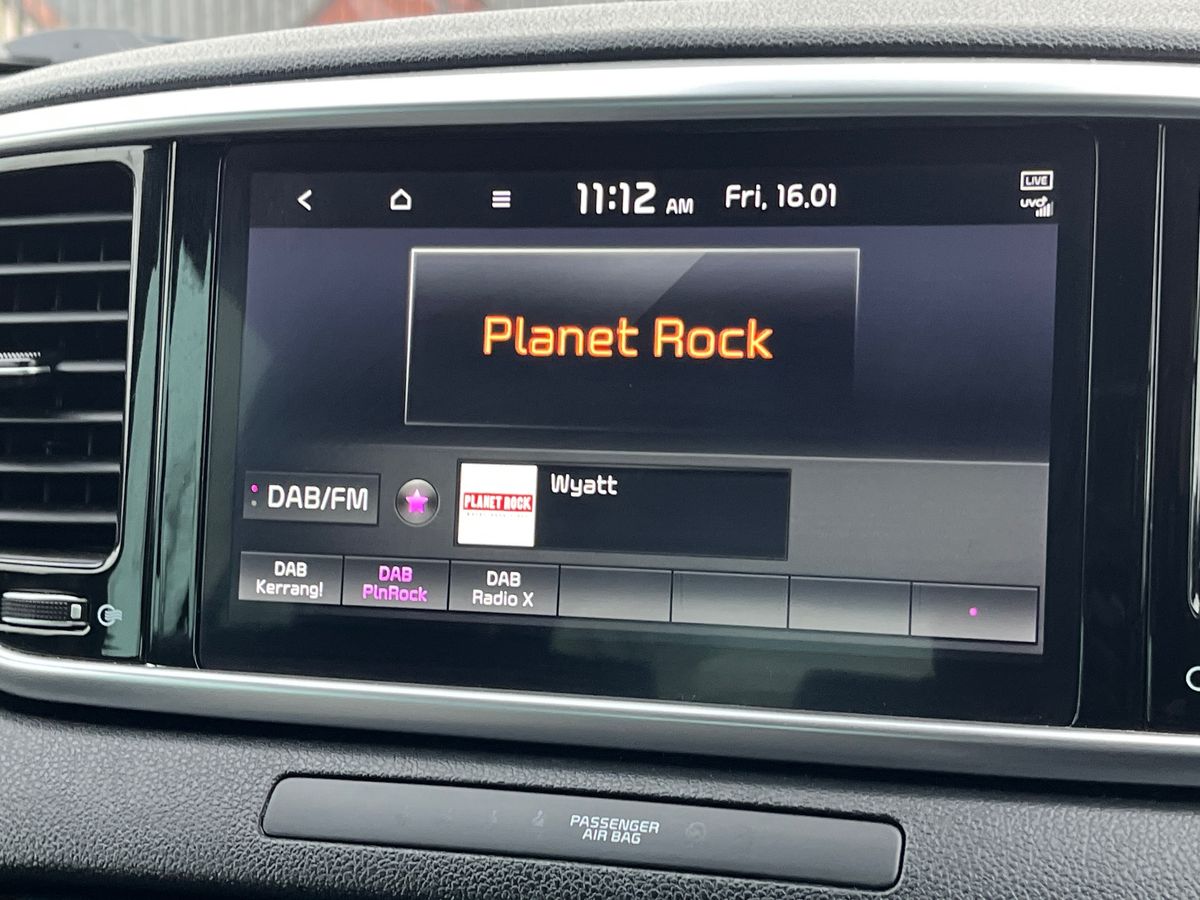 11:12 AM Fri, 16.01
LIVE
UVO
Planet Rock
DAB/FM
PLANET ROCK
Wyatt
DAB
Kerrang!
DAB
PlnRock
DAB
Radio X
PASSENGER
AIR BAG